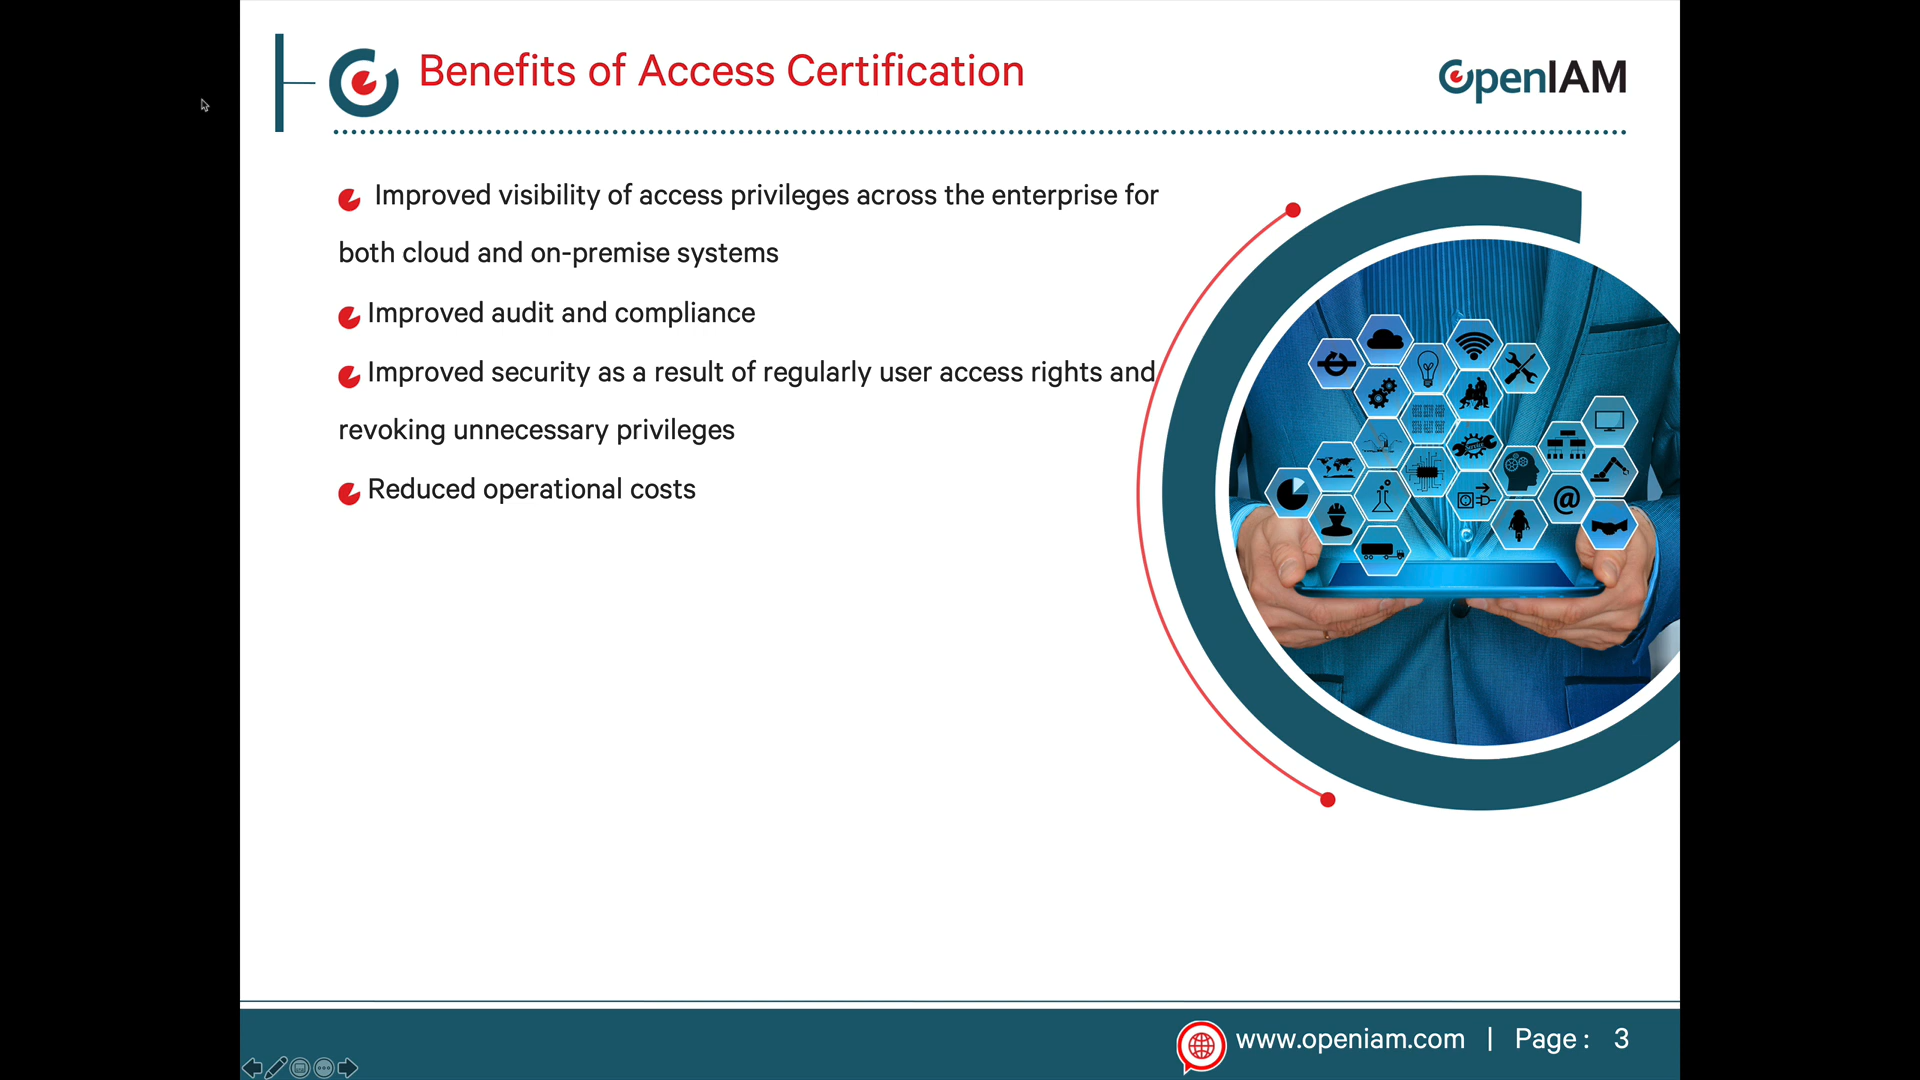 Benefits of Access Certification
OpenIAM
Improved visibility of access privileges across the enterprise for
both cloud and on-premise systems
Improved audit and compliance
Improved security as a result of regularly user access rights and
revoking unnecessary privileges
Reduced operational costs
@
www.openiam.com | Page : 3